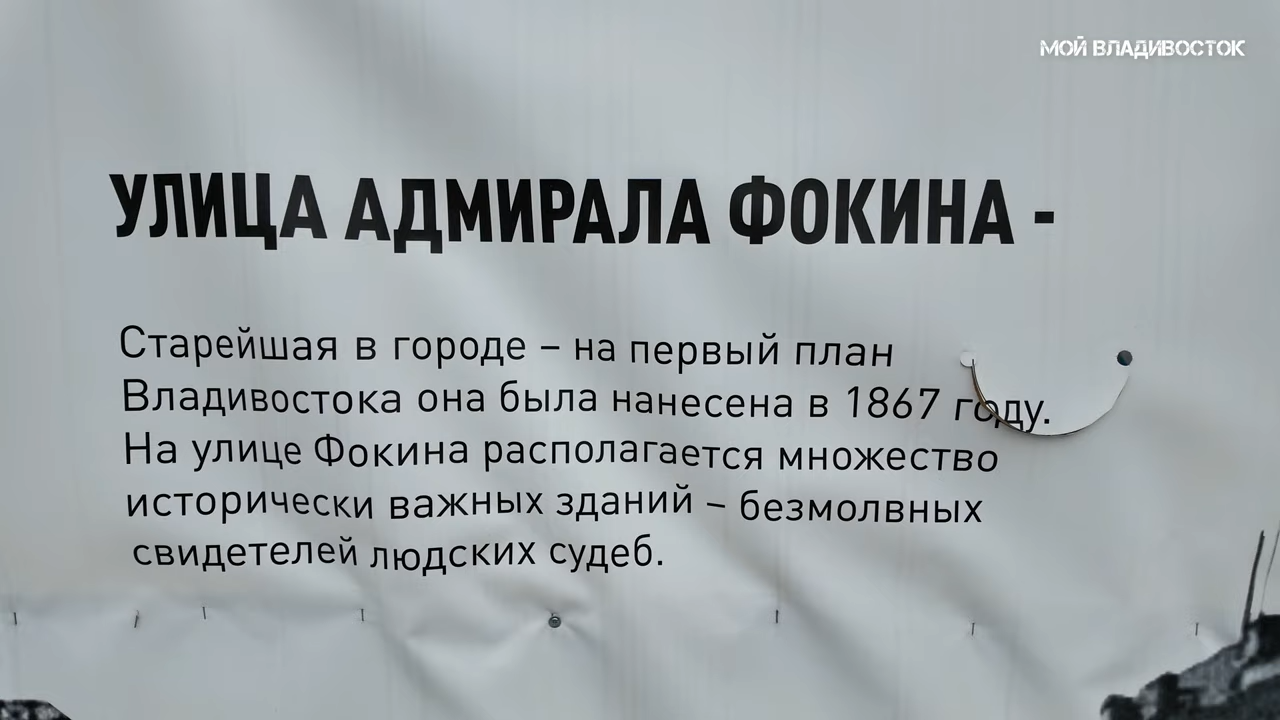 МОЙ ВЛАДИВОСТОК
УЛИЦА АДМИРАЛА ФОКИНА -
Старейшая в городе – на первый план
Владивостока она была нанесена в 1867 году.
На улице Фокина располагается множество
исторически важных зданий – безмолвных
свидетелей людских судеб.